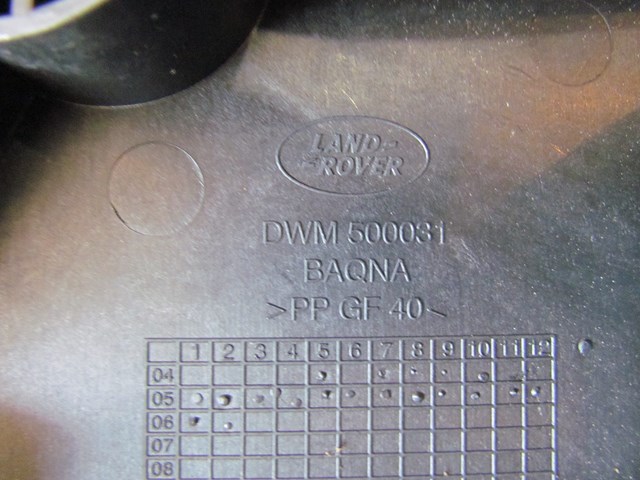 LAND-
ROVER
DWM 500031
BAQNA
>PP GF 40<
1 2 3 4 5 6 7 8 9 10 11 12
04
05
06
07
08